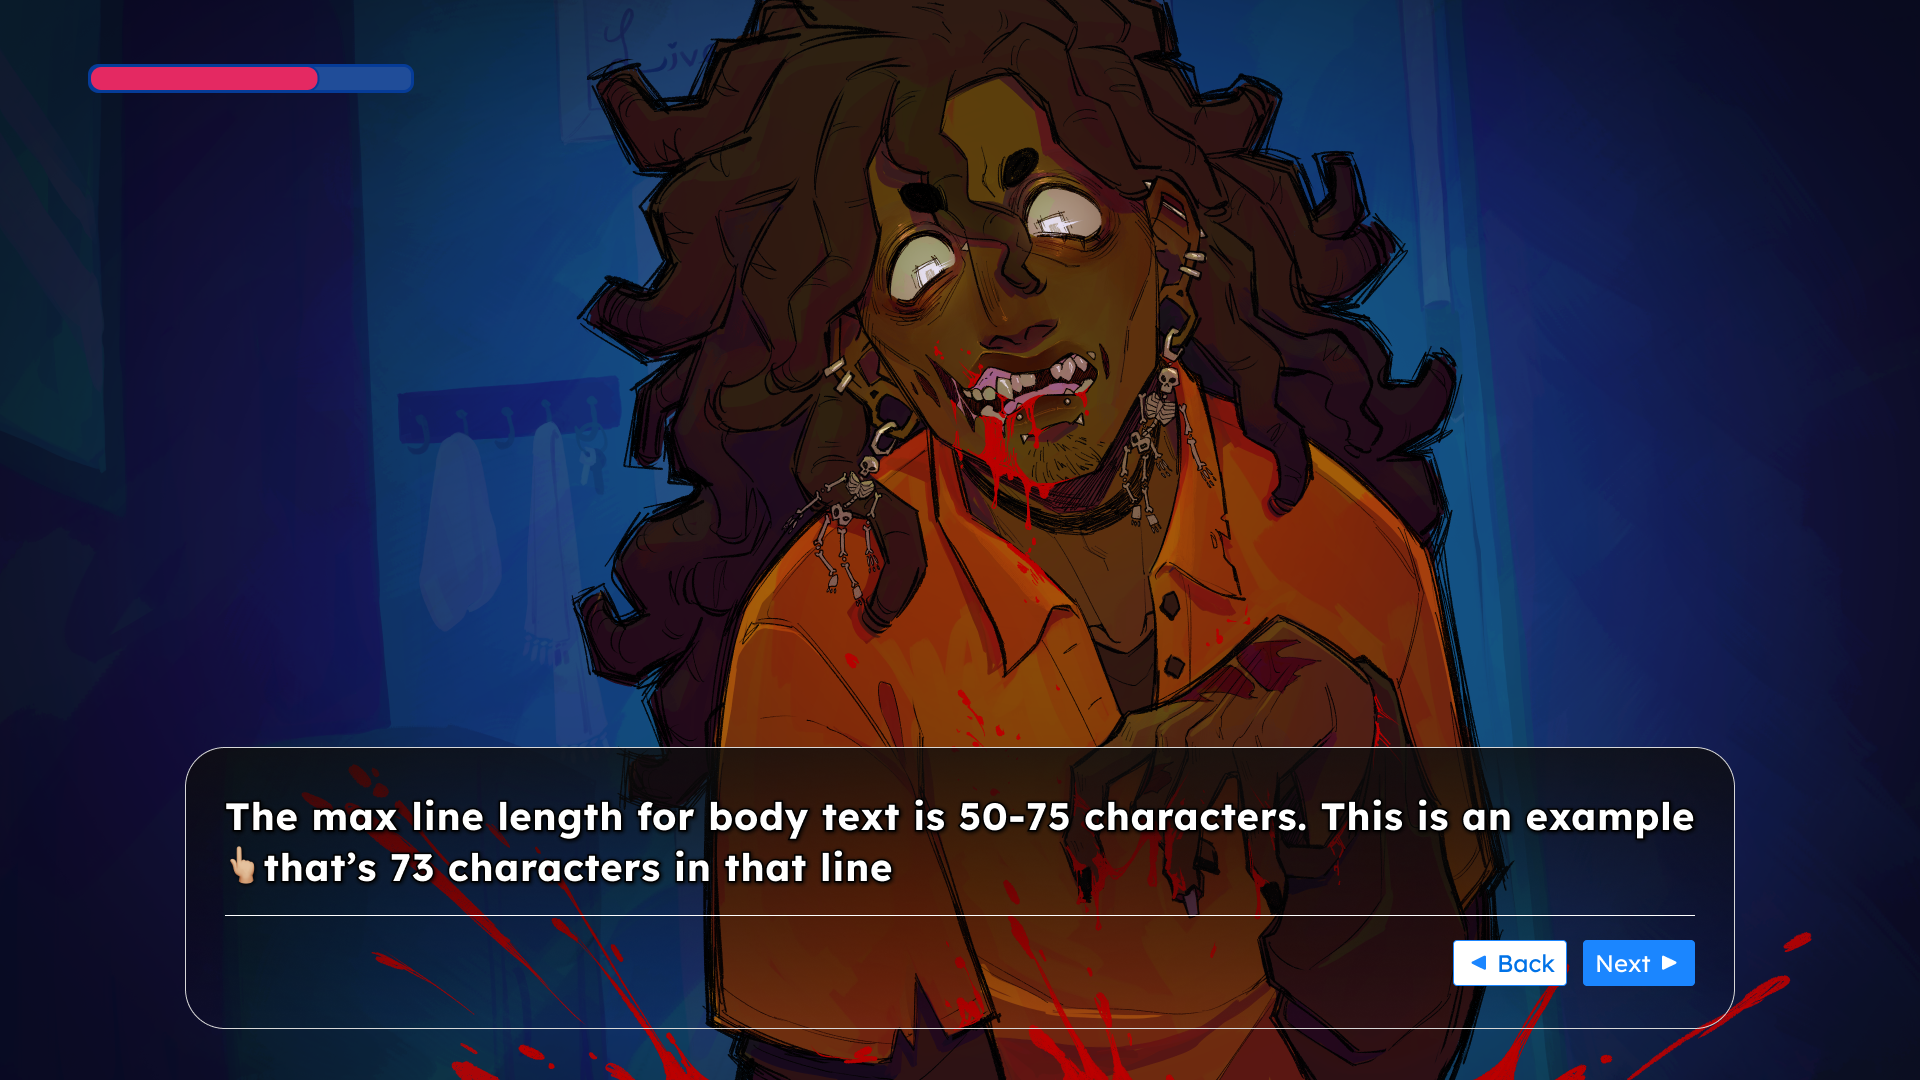 Live
The max line length for body text is 50-75 characters. This is an example
👆🏼that’s 73 characters in that line
◄ Back
Next ►